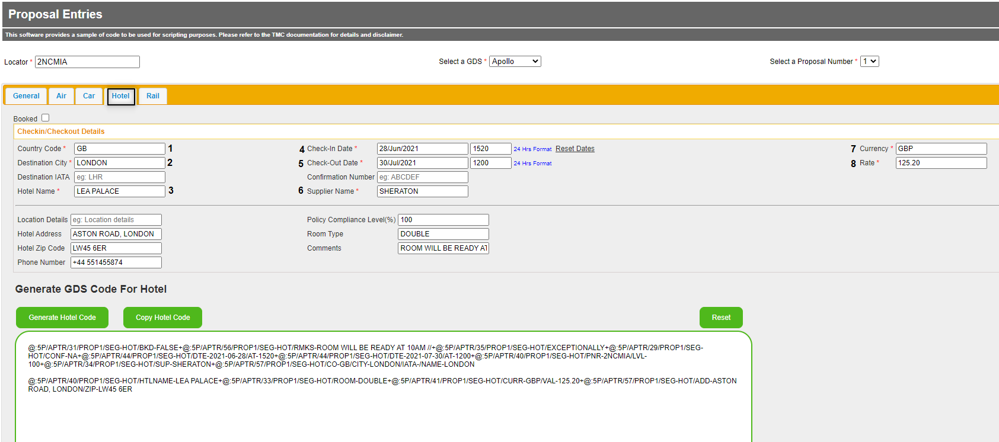 Proposal Entries
This software provides a sample of code to be used for scripting purposes. Please refer to the TMC documentation for details and disclaimer.
Locator * 2NCMIA Select a GDS * Apollo Select a Proposal Number * 1
General Air Car Hotel Rail
Booked
Checkin/Checkout Details
Country Code * GB 1 4 Check-In Date * 28/Jun/2021 1520 24 Hrs Format Reset Dates 7 Currency * GBP
Destination City * LONDON 2 5 Check-Out Date * 30/Jul/2021 1200 24 Hrs Format 8 Rate * 125.20
Destination IATA eg: LHR Confirmation Number eg: ABCDEF
Hotel Name * LEA PALACE 3 6 Supplier Name * SHERATON
Location Details eg: Location details Policy Compliance Level(%) 100
Hotel Address ASTON ROAD, LONDON Room Type DOUBLE
Hotel Zip Code LW45 6ER Comments ROOM WILL BE READY AT
Phone Number +44 551455874
Generate GDS Code For Hotel
Generate Hotel Code Copy Hotel Code Reset
@:5P/APTR/31/PROP1/SEG-HOT/BKD-FALSE+@:5P/APTR/56/PROP1/SEG-HOT/RMKS-ROOM WILL BE READY AT 10AM //+@:5P/APTR/35/PROP1/SEG-HOT/EXCEPTIONALLY+@:5P/APTR/29/PROP1/SEG-
HOT/CONF-NA+@:5P/APTR/44/PROP1/SEG-HOT/DTE-2021-06-28/AT-1520+@:5P/APTR/44/PROP1/SEG-HOT/DTE-2021-07-30/AT-1200+@:5P/APTR/40/PROP1/SEG-HOT/PNR-2NCMIA/LVL-
100+@:5P/APTR/34/PROP1/SEG-HOT/SUP-SHERATON+@:5P/APTR/57/PROP1/SEG-HOT/CO-GB/CITY-LONDON/IATA-/NAME-LONDON
@:5P/APTR/40/PROP1/SEG-HOT/HTLNAME-LEA PALACE+@:5P/APTR/33/PROP1/SEG-HOT/ROOM-DOUBLE+@:5P/APTR/41/PROP1/SEG-HOT/CURR-GBP/VAL-125.20+@:5P/APTR/57/PROP1/SEG-HOT/ADD-ASTON
ROAD, LONDON/ZIP-LW45 6ER